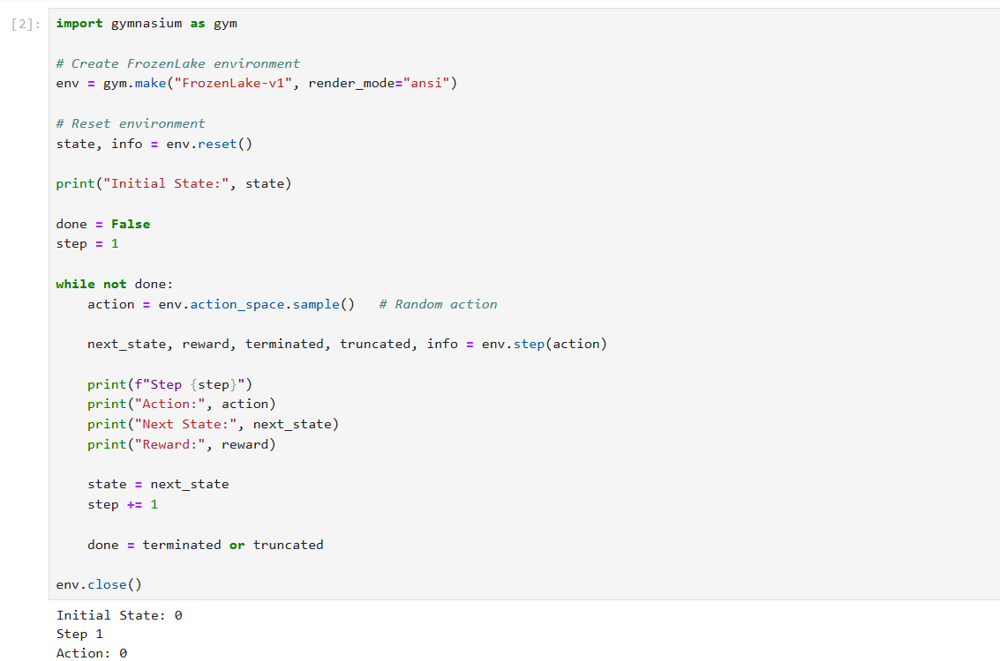 [2]:
import gymnasium as gym
# Create FrozenLake environment
env = gym.make("FrozenLake-v1", render_mode="ansi")
# Reset environment
state, info = env.reset()
print("Initial State:", state)
done = False
step = 1
while not done:
    action = env.action_space.sample()   # Random action
    next_state, reward, terminated, truncated, info = env.step(action)
    print(f"Step {step}")
    print("Action:", action)
    print("Next State:", next_state)
    print("Reward:", reward)
    state = next_state
    step += 1
    done = terminated or truncated
env.close()
Initial State: 0
Step 1
Action: 0